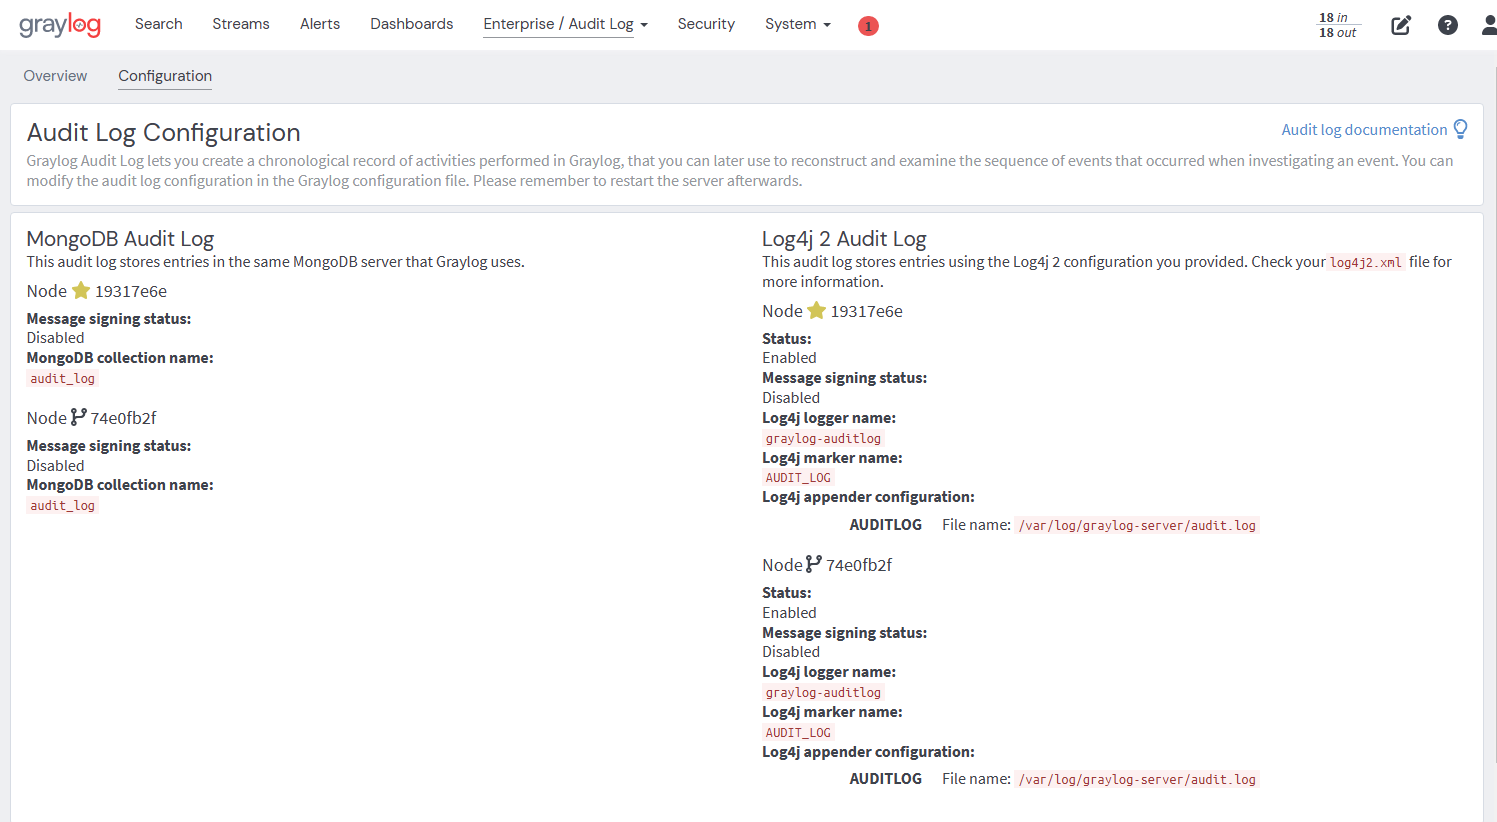 graylog
Search Streams Alerts Dashboards Enterprise / Audit Log Security System 1 18 in
18 out
Overview Configuration
Audit Log Configuration
Audit log documentation
Graylog Audit Log lets you create a chronological record of activities performed in Graylog, that you can later use to reconstruct and examine the sequence of events that occurred when investigating an event. You can
modify the audit log configuration in the Graylog configuration file. Please remember to restart the server afterwards.
MongoDB Audit Log
This audit log stores entries in the same MongoDB server that Graylog uses.
Node 19317e6e
Message signing status:
Disabled
MongoDB collection name:
audit_log
Node 74e0fb2f
Message signing status:
Disabled
MongoDB collection name:
audit_log
Log4j 2 Audit Log
This audit log stores entries using the Log4j 2 configuration you provided. Check your log4j2.xml file for
more information.
Node 19317e6e
Status:
Enabled
Message signing status:
Disabled
Log4j logger name:
graylog-auditlog
Log4j marker name:
AUDIT_LOG
Log4j appender configuration:
AUDITLOG File name: /var/log/graylog-server/audit.log
Node 74e0fb2f
Status:
Enabled
Message signing status:
Disabled
Log4j logger name:
graylog-auditlog
Log4j marker name:
AUDIT_LOG
Log4j appender configuration:
AUDITLOG File name: /var/log/graylog-server/audit.log